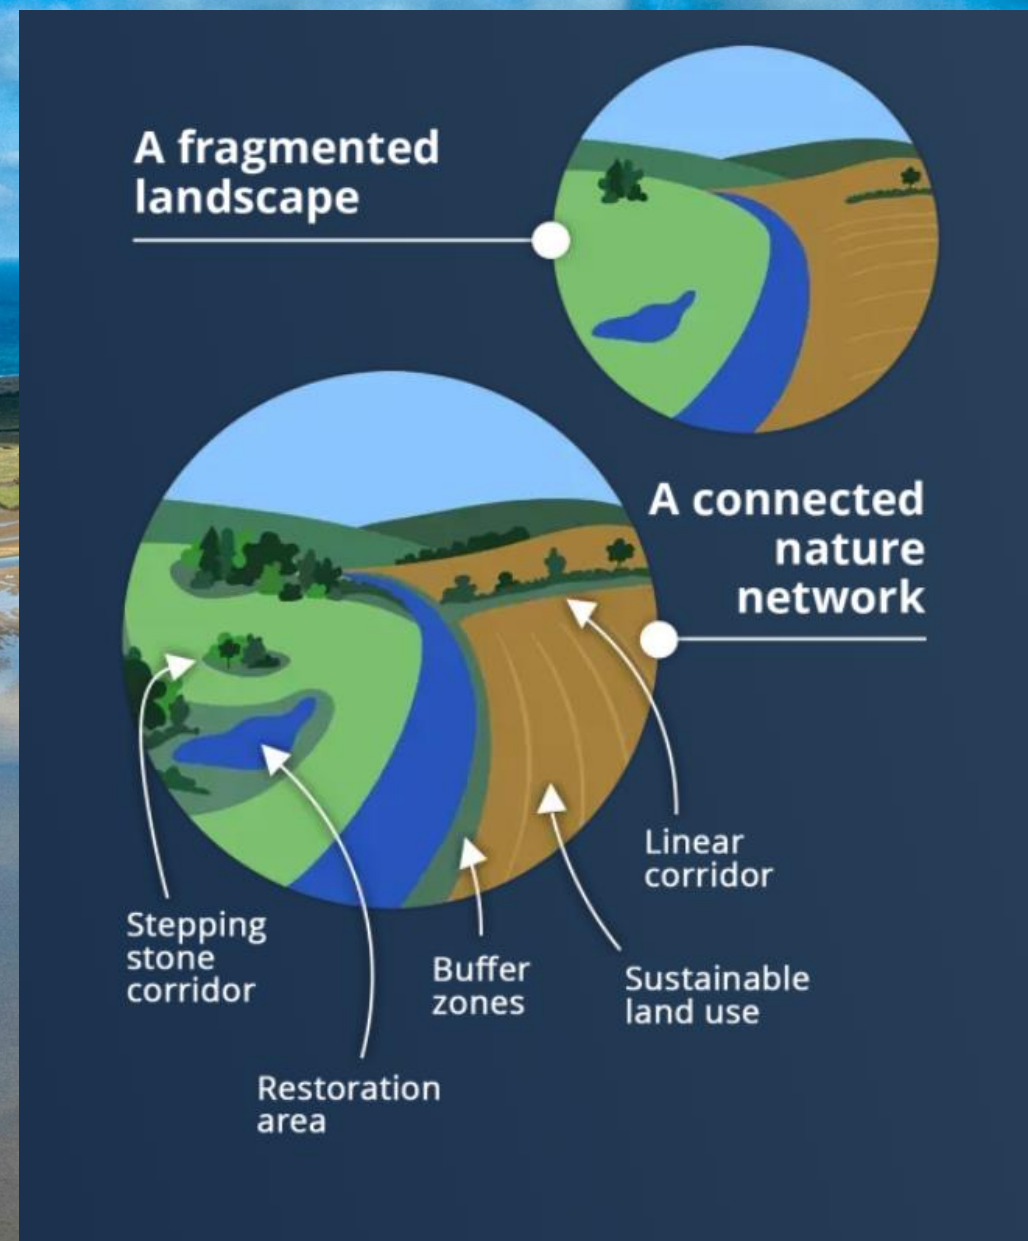 A fragmented
landscape
A connected
nature
network
Linear
corridor
Stepping
stone
corridor
Buffer
zones
Sustainable
land use
Restoration
area